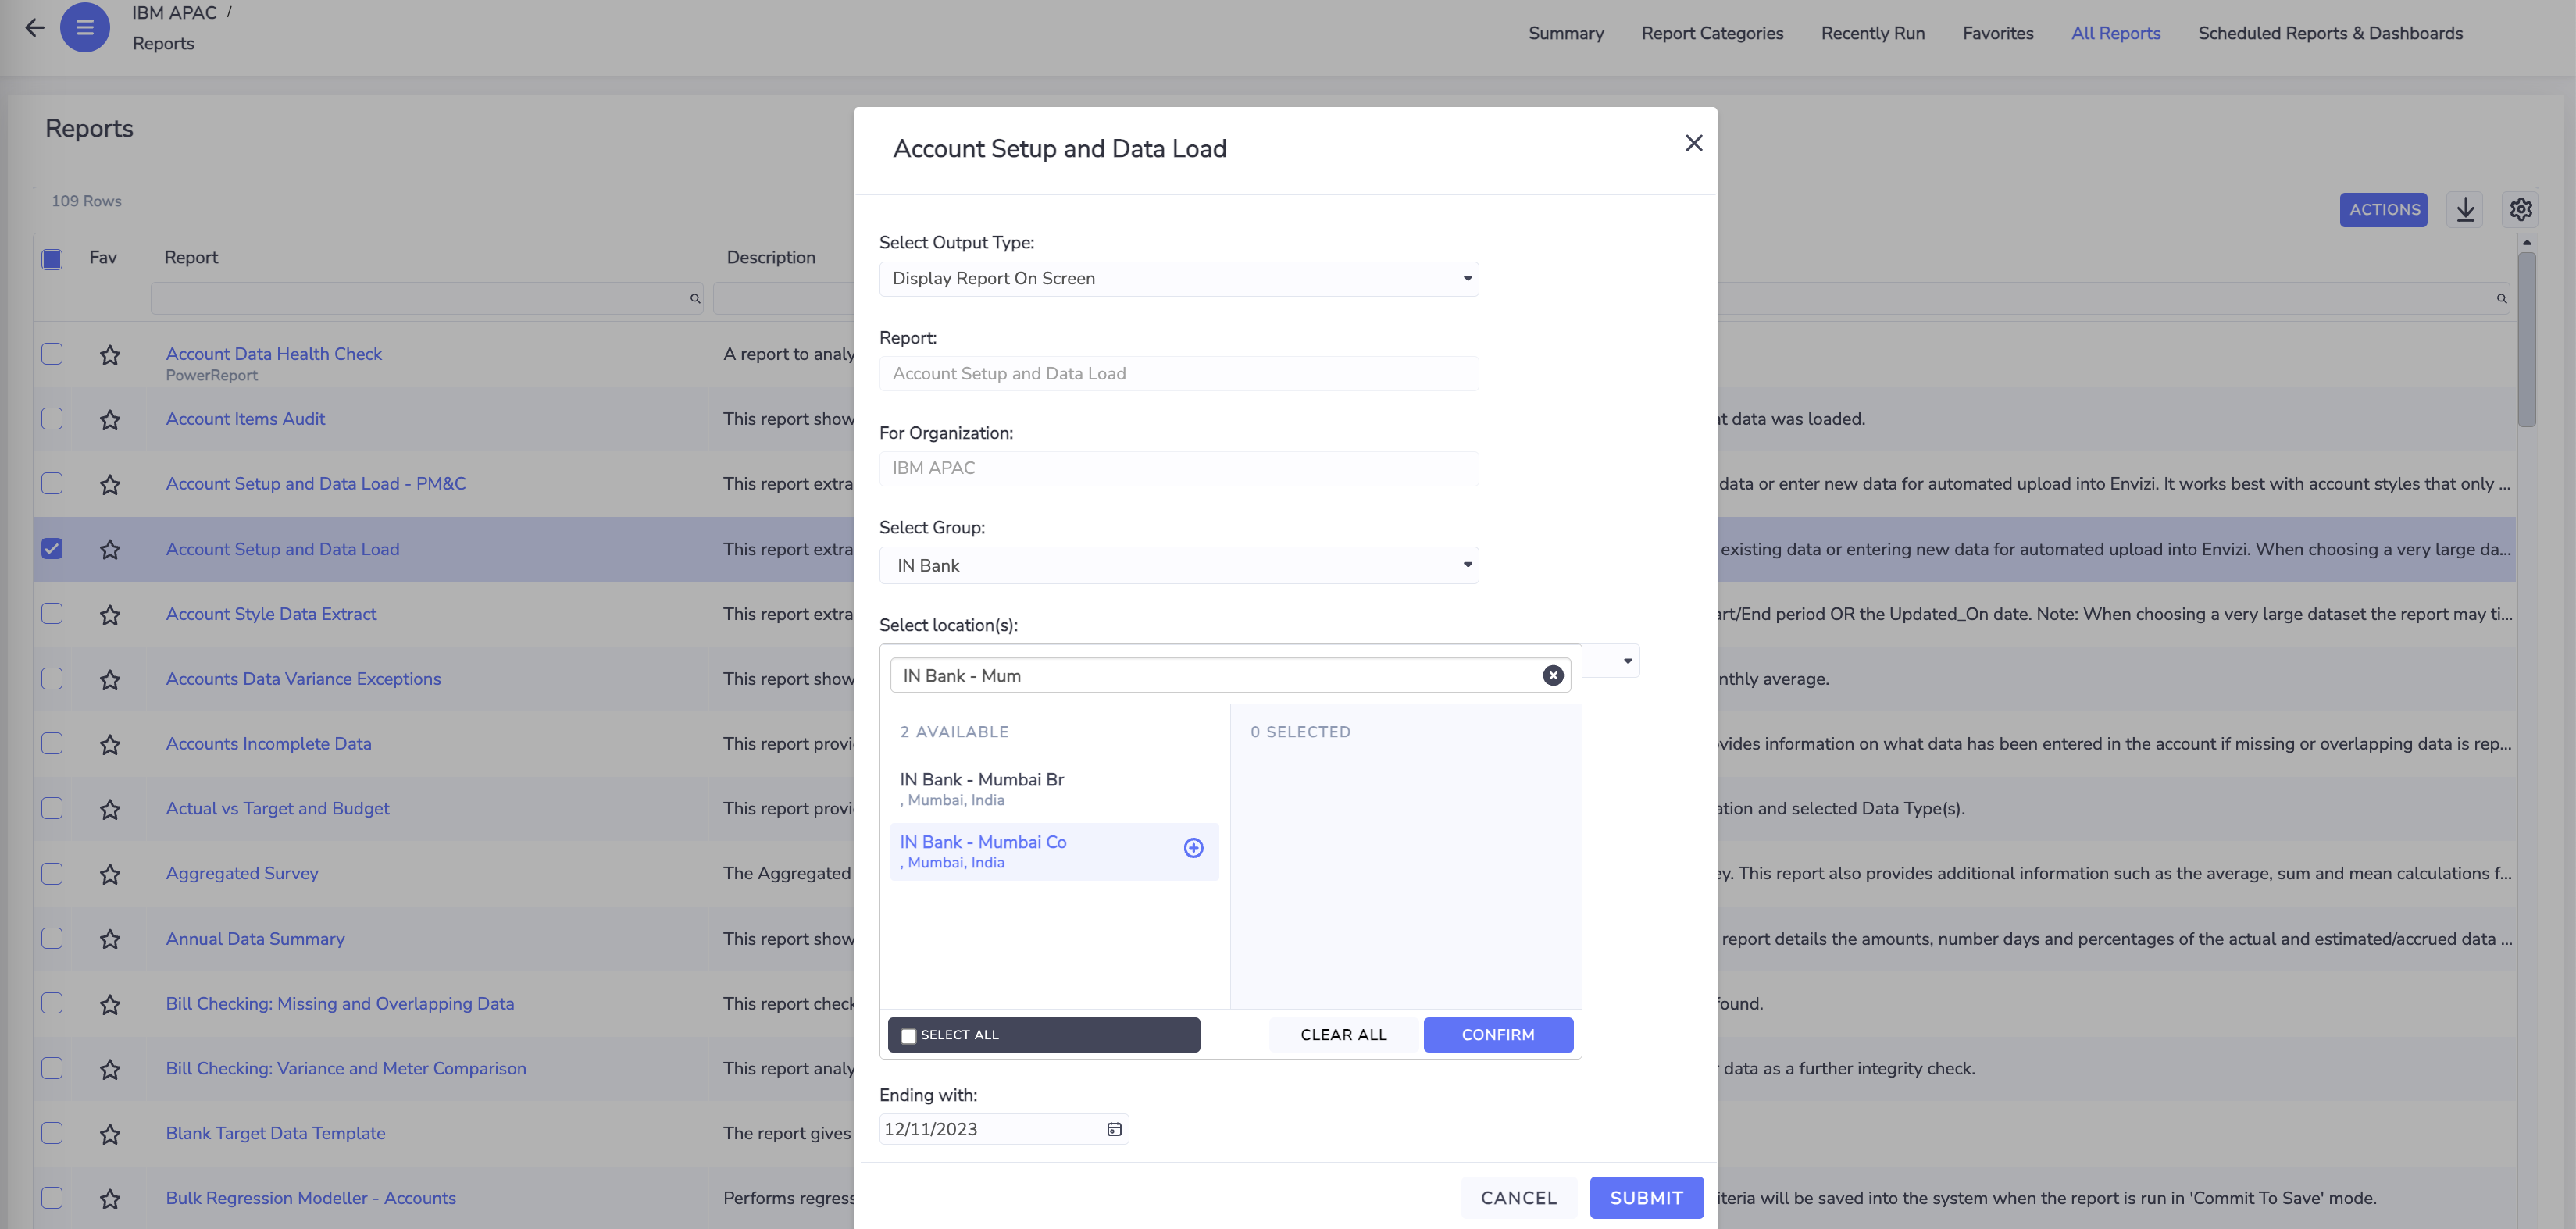 IBM APAC /
Reports
Summary Report Categories Recently Run Favorites All Reports Scheduled Reports & Dashboards
Reports
109 Rows
ACTIONS
Fav Report Description
Account Data Health Check
PowerReport
A report to analy
Account Items Audit This report show at data was loaded.
Account Setup and Data Load - PM&C This report extra data or enter new data for automated upload into Envizi. It works best with account styles that only ...
Account Setup and Data Load This report extra existing data or entering new data for automated upload into Envizi. When choosing a very large da...
Account Style Data Extract This report extra art/End period OR the Updated_On date. Note: When choosing a very large dataset the report may ti...
Accounts Data Variance Exceptions This report show nthly average.
Accounts Incomplete Data This report provi vides information on what data has been entered in the account if missing or overlapping data is rep...
Actual vs Target and Budget This report provi ation and selected Data Type(s).
Aggregated Survey The Aggregated ey. This report also provides additional information such as the average, sum and mean calculations f...
Annual Data Summary This report show report details the amounts, number days and percentages of the actual and estimated/accrued data ...
Bill Checking: Missing and Overlapping Data This report check found.
Bill Checking: Variance and Meter Comparison This report analy r data as a further integrity check.
Blank Target Data Template The report gives
Bulk Regression Modeller - Accounts Performs regress iteria will be saved into the system when the report is run in 'Commit To Save' mode.
Account Setup and Data Load
Select Output Type:
Display Report On Screen
Report:
Account Setup and Data Load
For Organization:
IBM APAC
Select Group:
IN Bank
Select location(s):
IN Bank - Mum
2 AVAILABLE 0 SELECTED
IN Bank - Mumbai Br
, Mumbai, India
IN Bank - Mumbai Co
, Mumbai, India
SELECT ALL CLEAR ALL CONFIRM
Ending with:
12/11/2023
CANCEL SUBMIT